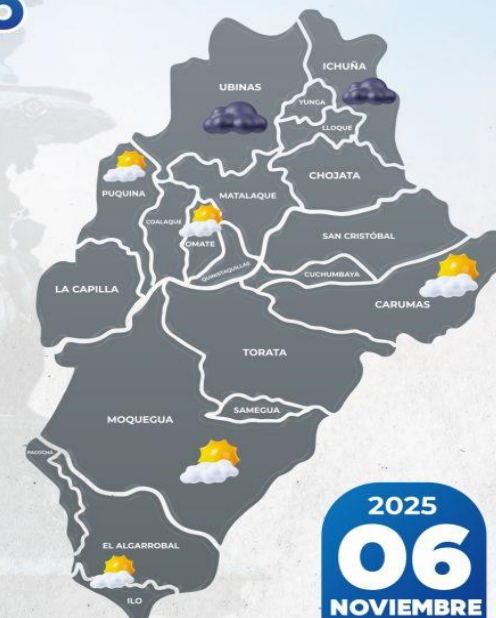 UBINAS
ICHUÑA
YUNGA
LLOQUE
CHOJATA
PUQUINA
MATALAQUE
COALAQUE
OMATE
QUINISTAQUILLAS
SAN CRISTÓBAL
CUCHUMBAYA
LA CAPILLA
CARUMAS
TORATA
SAMEGUA
MOQUEGUA
PACOCHA
EL ALGARROBAL
ILO
2025
06
NOVIEMBRE